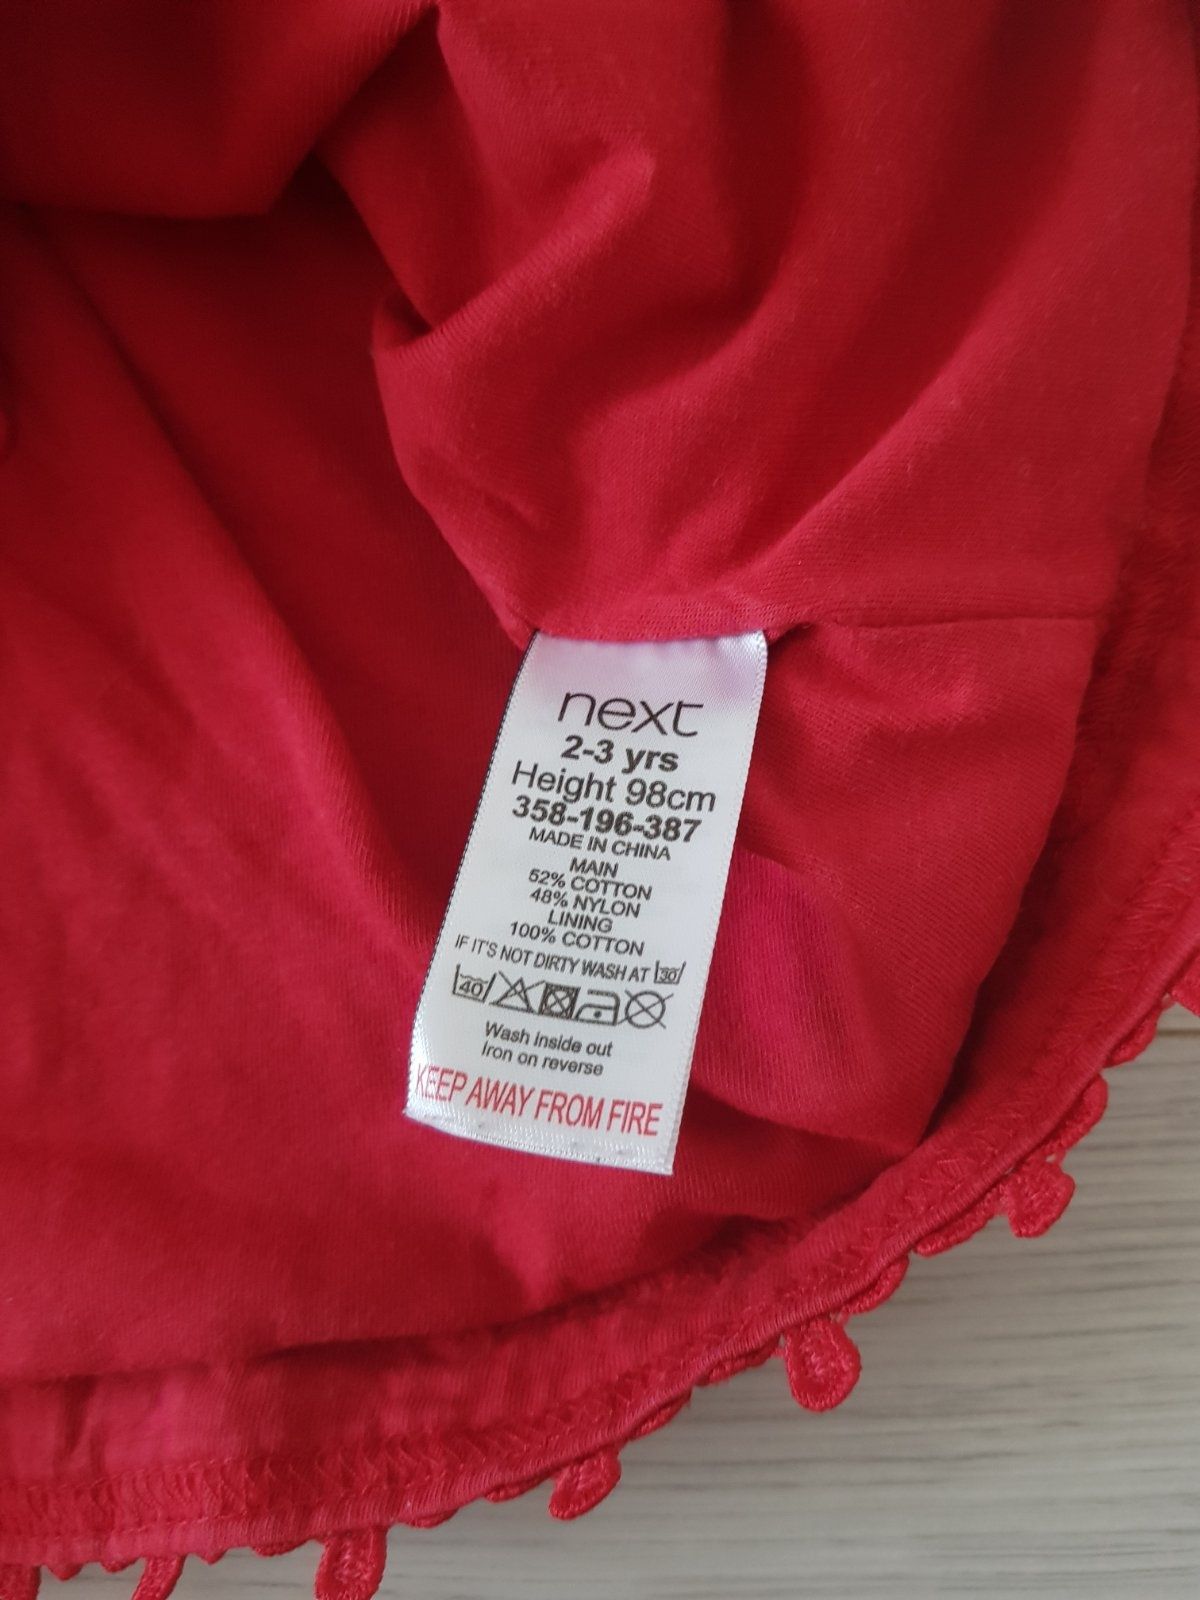 next
2-3 yrs
Height 98cm
358-196-387
MADE IN CHINA
MAIN
52% COTTON
48% NYLON
LINING
100% COTTON
IF IT'S NOT DIRTY WASH AT 30
40
Wash inside out
Iron on reverse
KEEP AWAY FROM FIRE